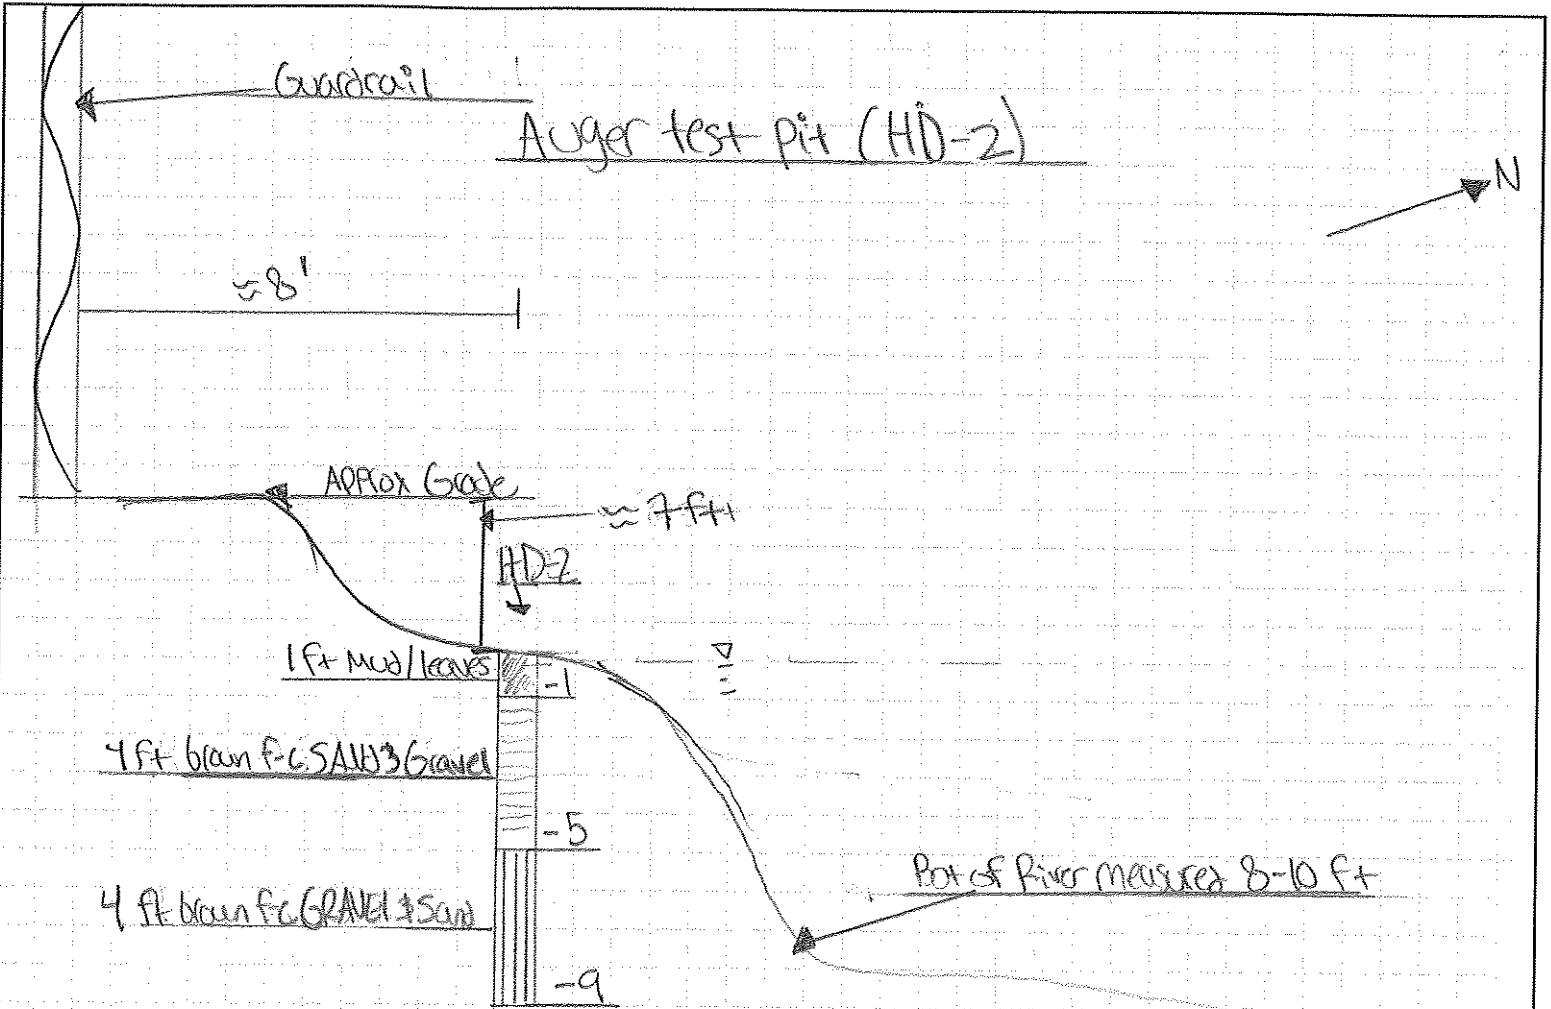 Guardrail
Auger test pit (HD-2)
N
≈8'
Approx Grade
≈7 ft
HD-2
1 ft Mud/leaves
-1
4 ft brown f-c SAND & Gravel
-5
Bot of River measured 8-10 ft
4 ft brown f-c GRAVEL & Sand
-9